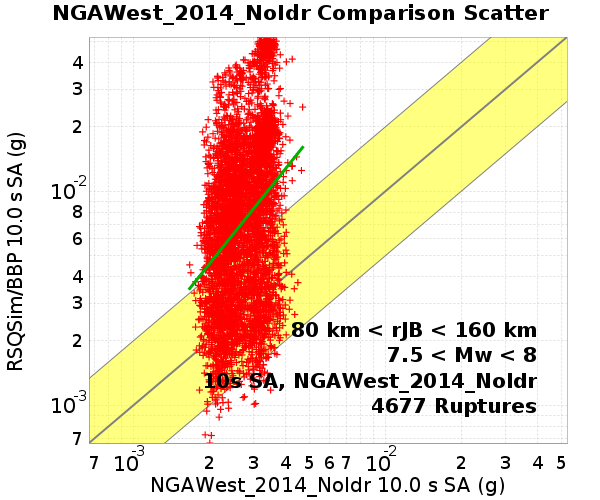 NGAWest_2014_NoIdr Comparison Scatter
RSQSim/BBP 10.0 s SA (g)
4
3
2
10-2
8
6
4
3
2
10-3
7
80 km < rJB < 160 km
7.5 < Mw < 8
10s SA, NGAWest_2014_NoIdr
4677 Ruptures
7 10-3 2 3 4 5 6 7 10-2 2 3 4 5
NGAWest_2014_NoIdr 10.0 s SA (g)